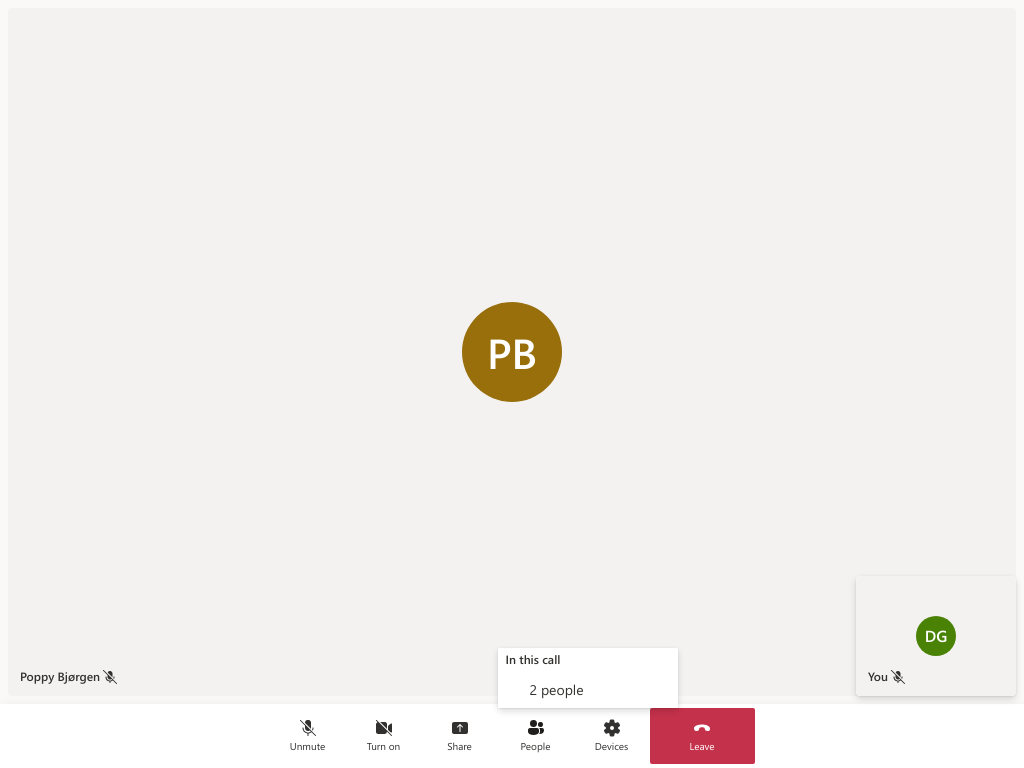 PB
DG
Poppy Bjørgen
You
In this call
2 people
Unmute
Turn on
Share
People
Devices
Leave